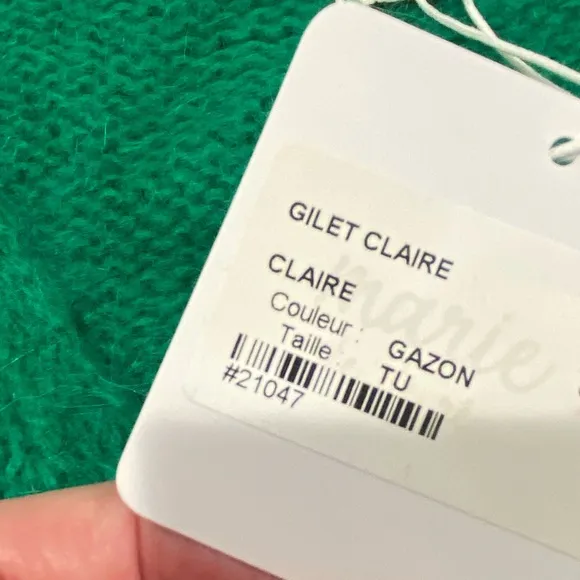 GILET CLAIRE
CLAIRE
Couleur : GAZON
Taille TU
#21047
marie